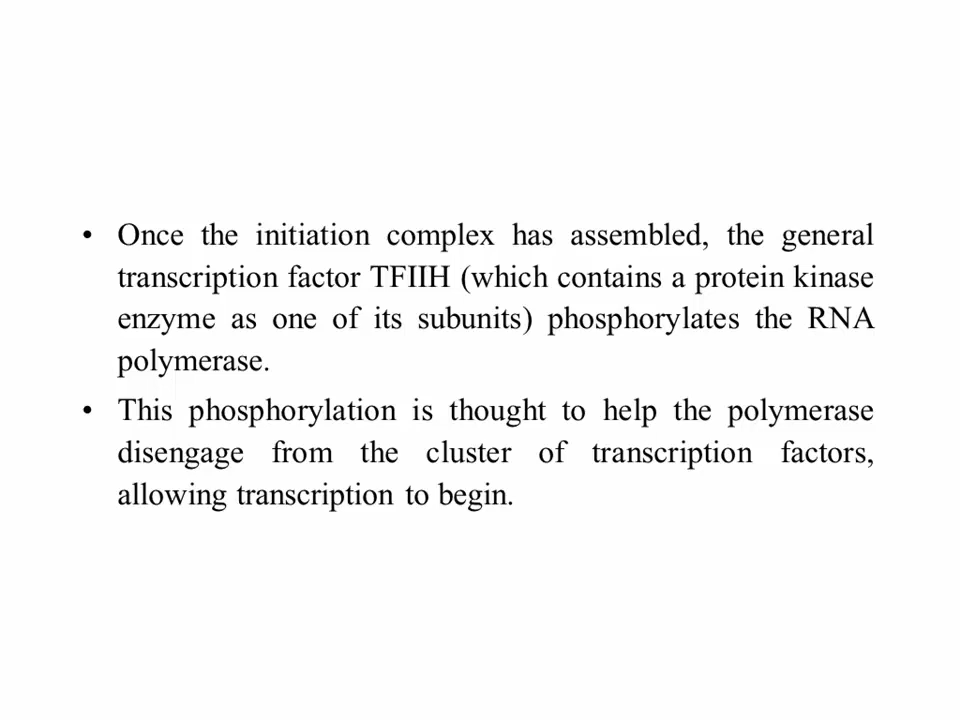 • Once the initiation complex has assembled, the general
transcription factor TFIIH (which contains a protein kinase
enzyme as one of its subunits) phosphorylates the RNA
polymerase.
• This phosphorylation is thought to help the polymerase
disengage from the cluster of transcription factors,
allowing transcription to begin.